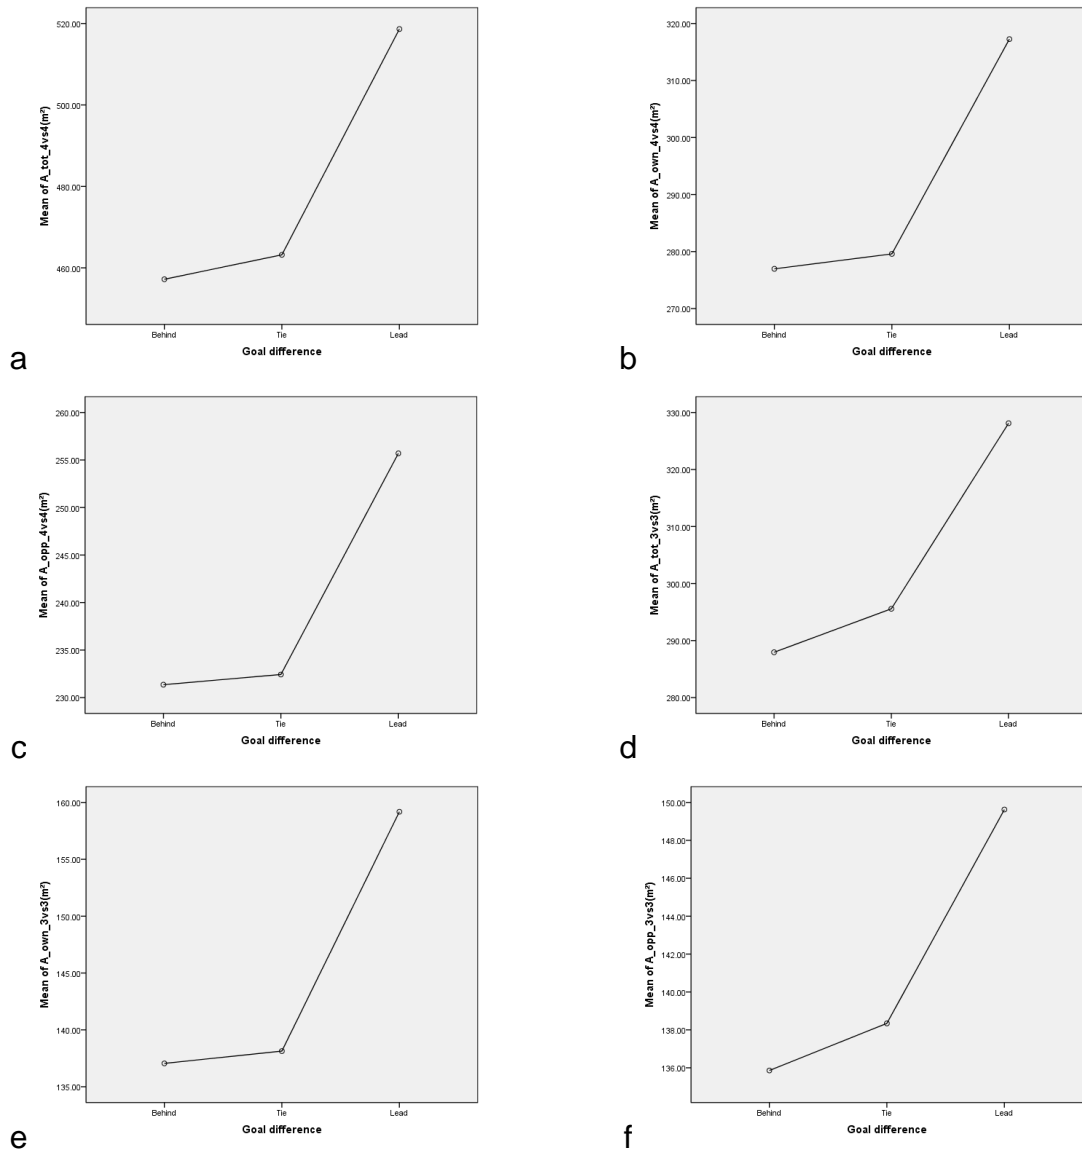 Mean of A_tot_4vs4(m²)
520.00
500.00
480.00
460.00
Behind Tie Lead
Goal difference
a
Mean of A_own_4vs4(m²)
320.00
310.00
300.00
290.00
280.00
270.00
Behind Tie Lead
Goal difference
b
Mean of A_opp_4vs4(m²)
260.00
255.00
250.00
245.00
240.00
235.00
230.00
Behind Tie Lead
Goal difference
c
Mean of A_tot_3vs3(m²)
330.00
320.00
310.00
300.00
290.00
280.00
Behind Tie Lead
Goal difference
d
Mean of A_own_3vs3(m²)
160.00
155.00
150.00
145.00
140.00
135.00
Behind Tie Lead
Goal difference
e
Mean of A_opp_3vs3(m²)
150.00
148.00
146.00
144.00
142.00
140.00
138.00
136.00
Behind Tie Lead
Goal difference
f